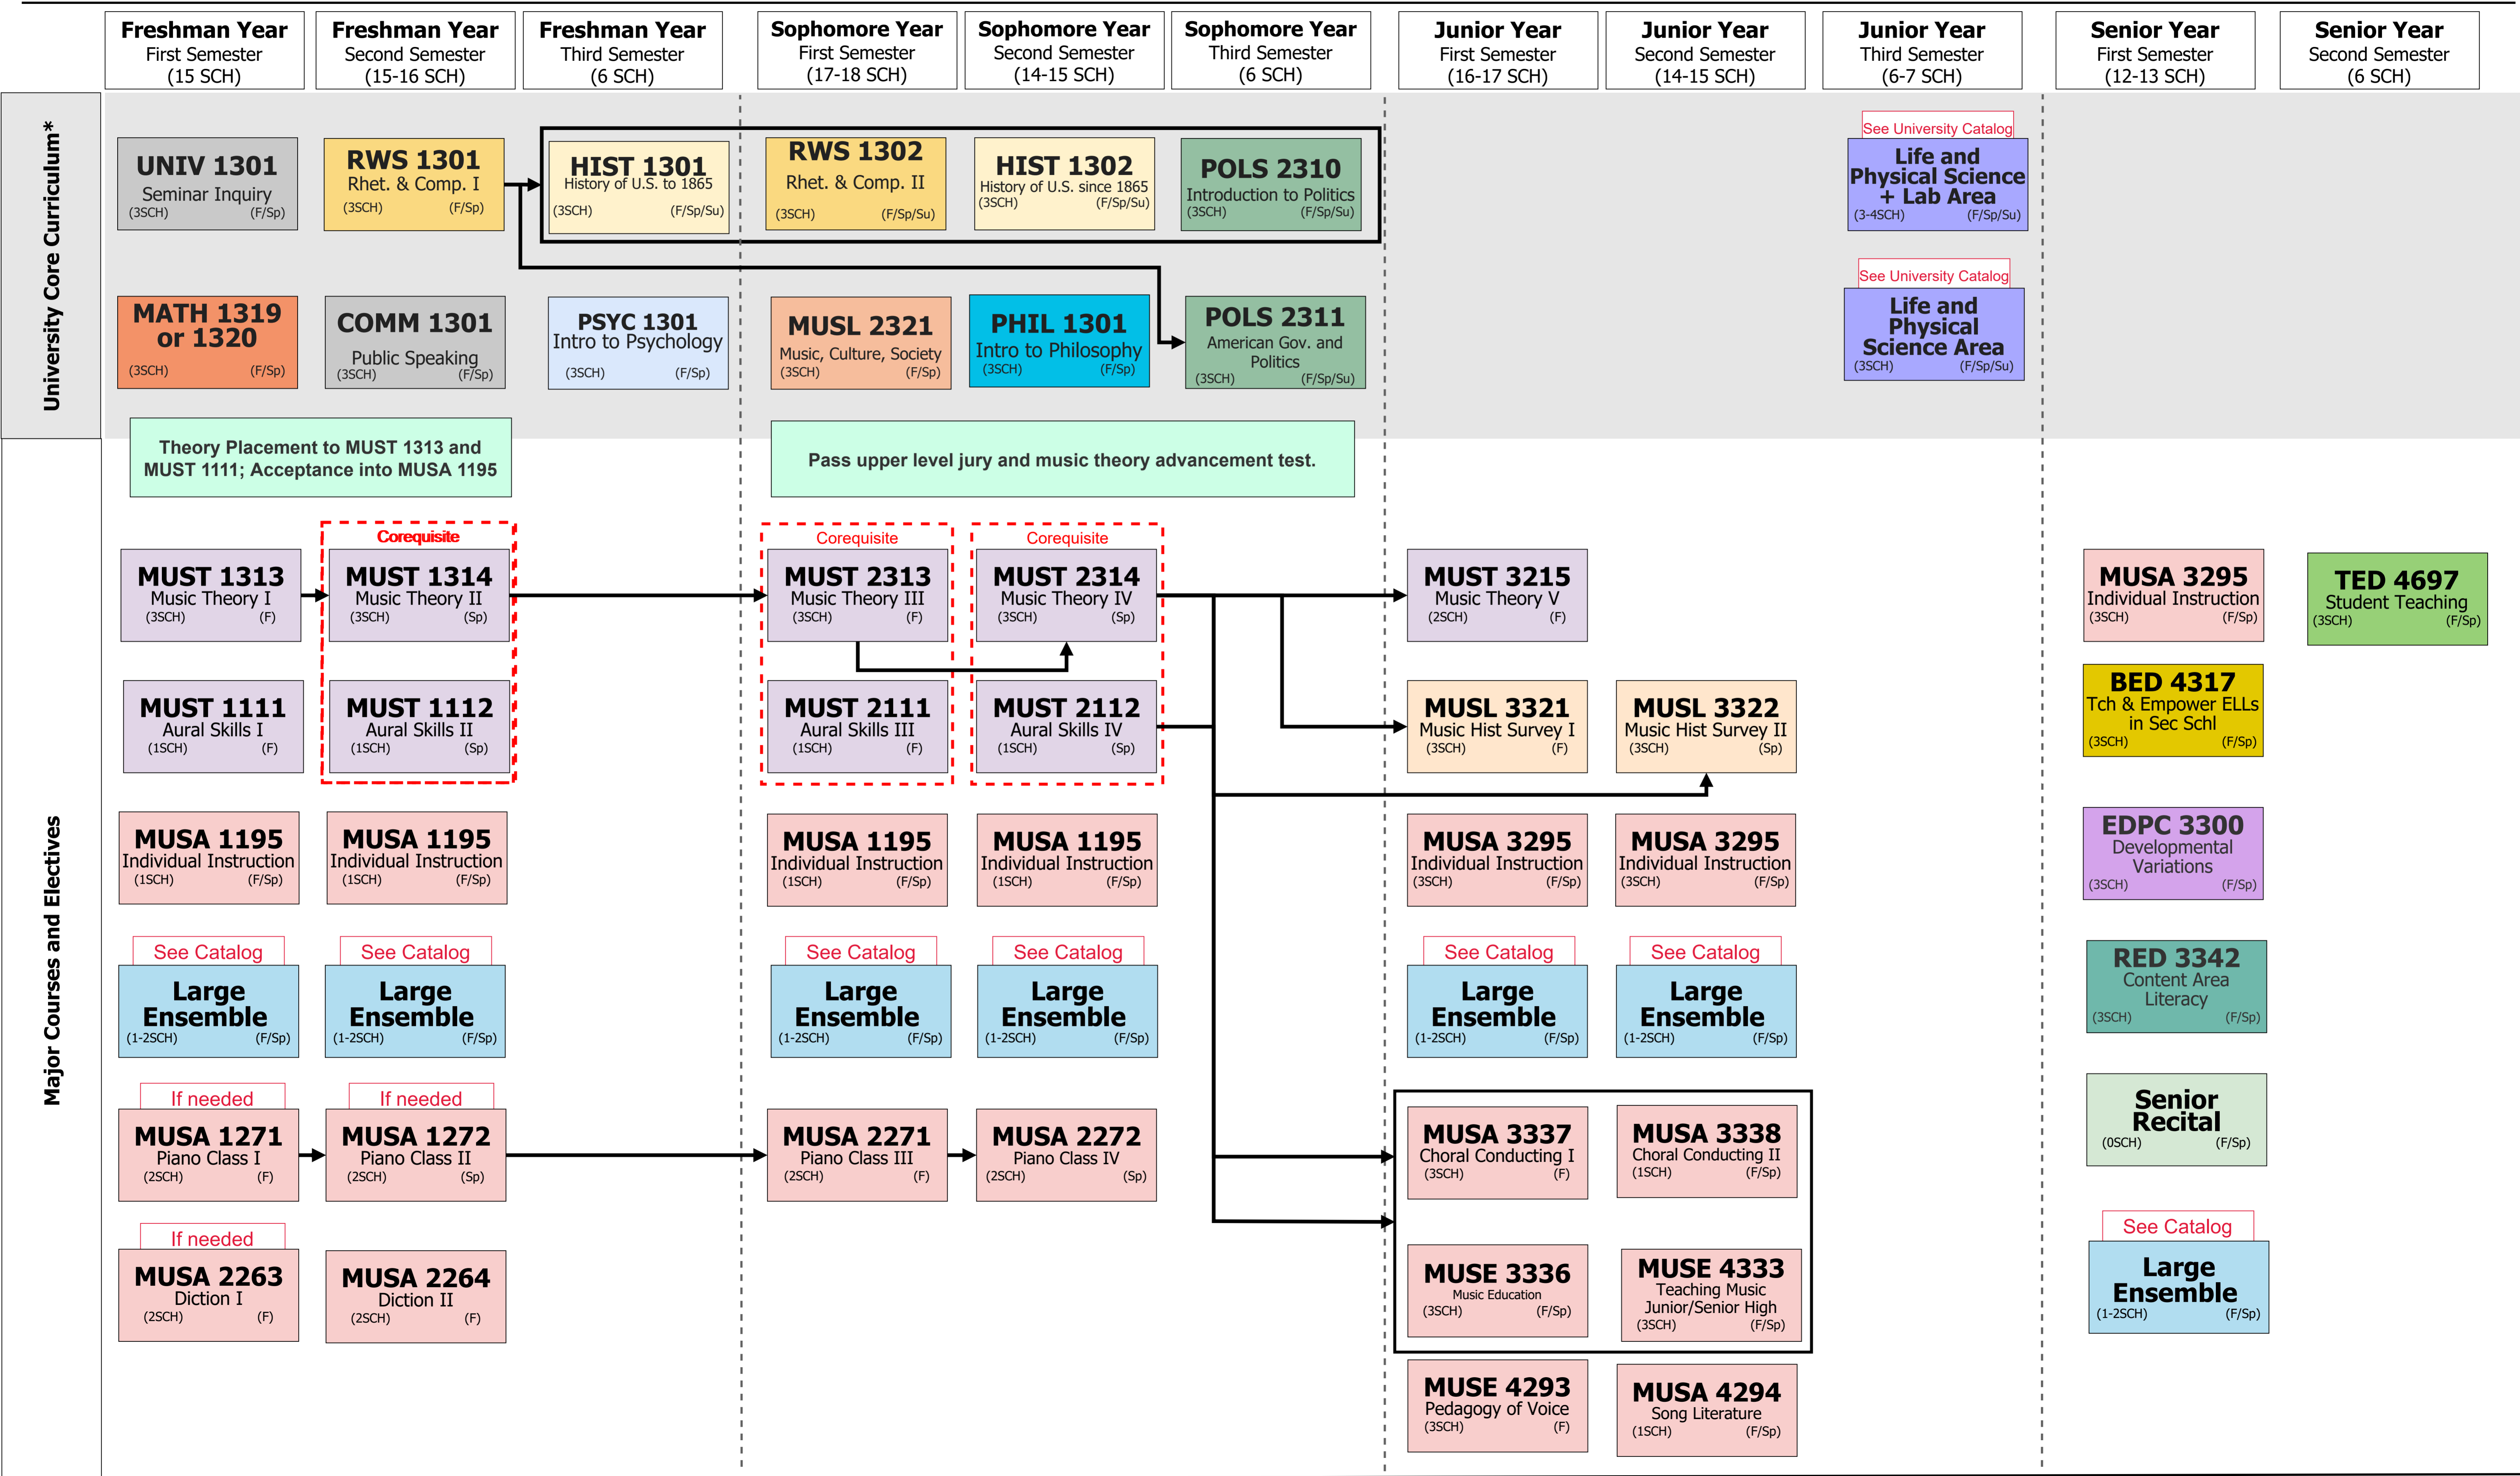 Freshman Year
First Semester
(15 SCH)
Freshman Year
Second Semester
(15-16 SCH)
Freshman Year
Third Semester
(6 SCH)
Sophomore Year
First Semester
(17-18 SCH)
Sophomore Year
Second Semester
(14-15 SCH)
Sophomore Year
Third Semester
(6 SCH)
Junior Year
First Semester
(16-17 SCH)
Junior Year
Second Semester
(14-15 SCH)
Junior Year
Third Semester
(6-7 SCH)
Senior Year
First Semester
(12-13 SCH)
Senior Year
Second Semester
(6 SCH)
University Core Curriculum*
UNIV 1301
Seminar Inquiry
(3SCH) (F/Sp)
RWS 1301
Rhet. & Comp. I
(3SCH) (F/Sp)
HIST 1301
History of U.S. to 1865
(3SCH) (F/Sp/Su)
RWS 1302
Rhet. & Comp. II
(3SCH) (F/Sp/Su)
HIST 1302
History of U.S. since 1865
(3SCH) (F/Sp/Su)
POLS 2310
Introduction to Politics
(3SCH) (F/Sp/Su)
See University Catalog
Life and
Physical Science
+ Lab Area
(3-4SCH) (F/Sp/Su)
MATH 1319
or 1320
(3SCH) (F/Sp)
COMM 1301
Public Speaking
(3SCH) (F/Sp)
PSYC 1301
Intro to Psychology
(3SCH) (F/Sp)
MUSL 2321
Music, Culture, Society
(3SCH) (F/Sp)
PHIL 1301
Intro to Philosophy
(3SCH) (F/Sp)
POLS 2311
American Gov. and
Politics
(3SCH) (F/Sp/Su)
See University Catalog
Life and
Physical
Science Area
(3SCH) (F/Sp/Su)
Theory Placement to MUST 1313 and
MUST 1111; Acceptance into MUSA 1195
Pass upper level jury and music theory advancement test.
Major Courses and Electives
MUST 1313
Music Theory I
(3SCH) (F)
Corequisite
MUST 1314
Music Theory II
(3SCH) (Sp)
Corequisite
MUST 2313
Music Theory III
(3SCH) (F)
Corequisite
MUST 2314
Music Theory IV
(3SCH) (Sp)
MUST 3215
Music Theory V
(2SCH) (F)
MUSA 3295
Individual Instruction
(3SCH) (F/Sp)
TED 4697
Student Teaching
(3SCH) (F/Sp)
MUST 1111
Aural Skills I
(1SCH) (F)
MUST 1112
Aural Skills II
(1SCH) (Sp)
MUST 2111
Aural Skills III
(1SCH) (F)
MUST 2112
Aural Skills IV
(1SCH) (Sp)
MUSL 3321
Music Hist Survey I
(3SCH) (F)
MUSL 3322
Music Hist Survey II
(3SCH) (Sp)
BED 4317
Tch & Empower ELLs
in Sec Schl
(3SCH) (F/Sp)
MUSA 1195
Individual Instruction
(1SCH) (F/Sp)
MUSA 1195
Individual Instruction
(1SCH) (F/Sp)
MUSA 1195
Individual Instruction
(1SCH) (F/Sp)
MUSA 1195
Individual Instruction
(1SCH) (F/Sp)
MUSA 3295
Individual Instruction
(3SCH) (F/Sp)
MUSA 3295
Individual Instruction
(3SCH) (F/Sp)
EDPC 3300
Developmental
Variations
(3SCH) (F/Sp)
See Catalog
Large
Ensemble
(1-2SCH) (F/Sp)
See Catalog
Large
Ensemble
(1-2SCH) (F/Sp)
See Catalog
Large
Ensemble
(1-2SCH) (F/Sp)
See Catalog
Large
Ensemble
(1-2SCH) (F/Sp)
See Catalog
Large
Ensemble
(1-2SCH) (F/Sp)
See Catalog
Large
Ensemble
(1-2SCH) (F/Sp)
RED 3342
Content Area
Literacy
(3SCH) (F/Sp)
If needed
MUSA 1271
Piano Class I
(2SCH) (F)
If needed
MUSA 1272
Piano Class II
(2SCH) (Sp)
MUSA 2271
Piano Class III
(2SCH) (F)
MUSA 2272
Piano Class IV
(2SCH) (Sp)
MUSA 3337
Choral Conducting I
(3SCH) (F)
MUSA 3338
Choral Conducting II
(1SCH) (F/Sp)
Senior
Recital
(0SCH) (F/Sp)
If needed
MUSA 2263
Diction I
(2SCH) (F)
MUSA 2264
Diction II
(2SCH) (F)
MUSE 3336
Music Education
(3SCH) (F/Sp)
MUSE 4333
Teaching Music
Junior/Senior High
(3SCH) (F/Sp)
See Catalog
Large
Ensemble
(1-2SCH) (F/Sp)
MUSE 4293
Pedagogy of Voice
(3SCH) (F)
MUSA 4294
Song Literature
(1SCH) (F/Sp)